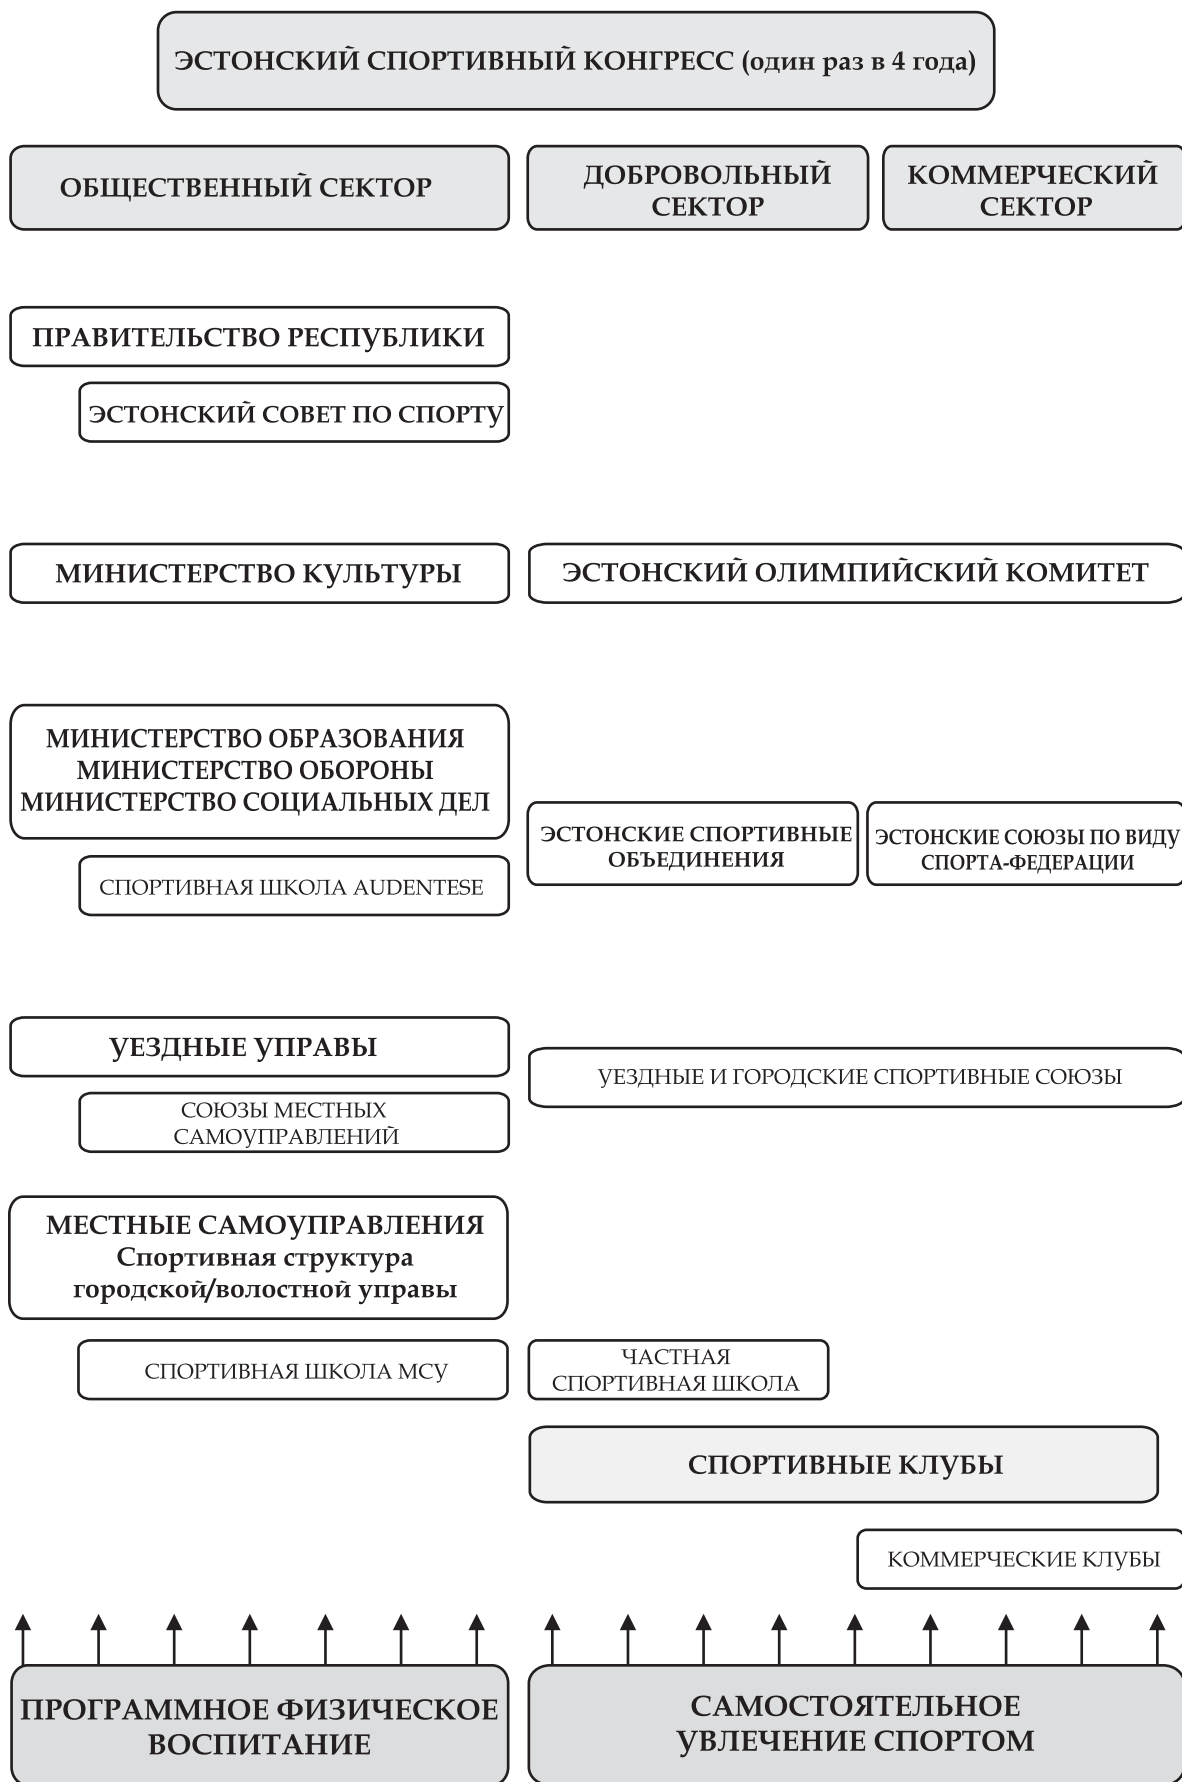 ЭСТОНСКИЙ СПОРТИВНЫЙ КОНГРЕСС (один раз в 4 года)
ОБЩЕСТВЕННЫЙ СЕКТОР
ДОБРОВОЛЬНЫЙ
СЕКТОР
КОММЕРЧЕСКИЙ
СЕКТОР
ПРАВИТЕЛЬСТВО РЕСПУБЛИКИ
ЭСТОНСКИЙ СОВЕТ ПО СПОРТУ
МИНИСТЕРСТВО КУЛЬТУРЫ
ЭСТОНСКИЙ ОЛИМПИЙСКИЙ КОМИТЕТ
МИНИСТЕРСТВО ОБРАЗОВАНИЯ
МИНИСТЕРСТВО ОБОРОНЫ
МИНИСТЕРСТВО СОЦИАЛЬНЫХ ДЕЛ
СПОРТИВНАЯ ШКОЛА AUDENTESE
ЭСТОНСКИЕ СПОРТИВНЫЕ
ОБЪЕДИНЕНИЯ
ЭСТОНСКИЕ СОЮЗЫ ПО ВИДУ
СПОРТА-ФЕДЕРАЦИИ
УЕЗДНЫЕ УПРАВЫ
СОЮЗЫ МЕСТНЫХ
САМОУПРАВЛЕНИЙ
УЕЗДНЫЕ И ГОРОДСКИЕ СПОРТИВНЫЕ СОЮЗЫ
МЕСТНЫЕ САМОУПРАВЛЕНИЯ
Спортивная структура
городской/волостной управы
СПОРТИВНАЯ ШКОЛА МСУ
ЧАСТНАЯ
СПОРТИВНАЯ ШКОЛА
СПОРТИВНЫЕ КЛУБЫ
КОММЕРЧЕСКИЕ КЛУБЫ
ПРОГРАММНОЕ ФИЗИЧЕСКОЕ
ВОСПИТАНИЕ
САМОСТОЯТЕЛЬНОЕ
УВЛЕЧЕНИЕ СПОРТОМ